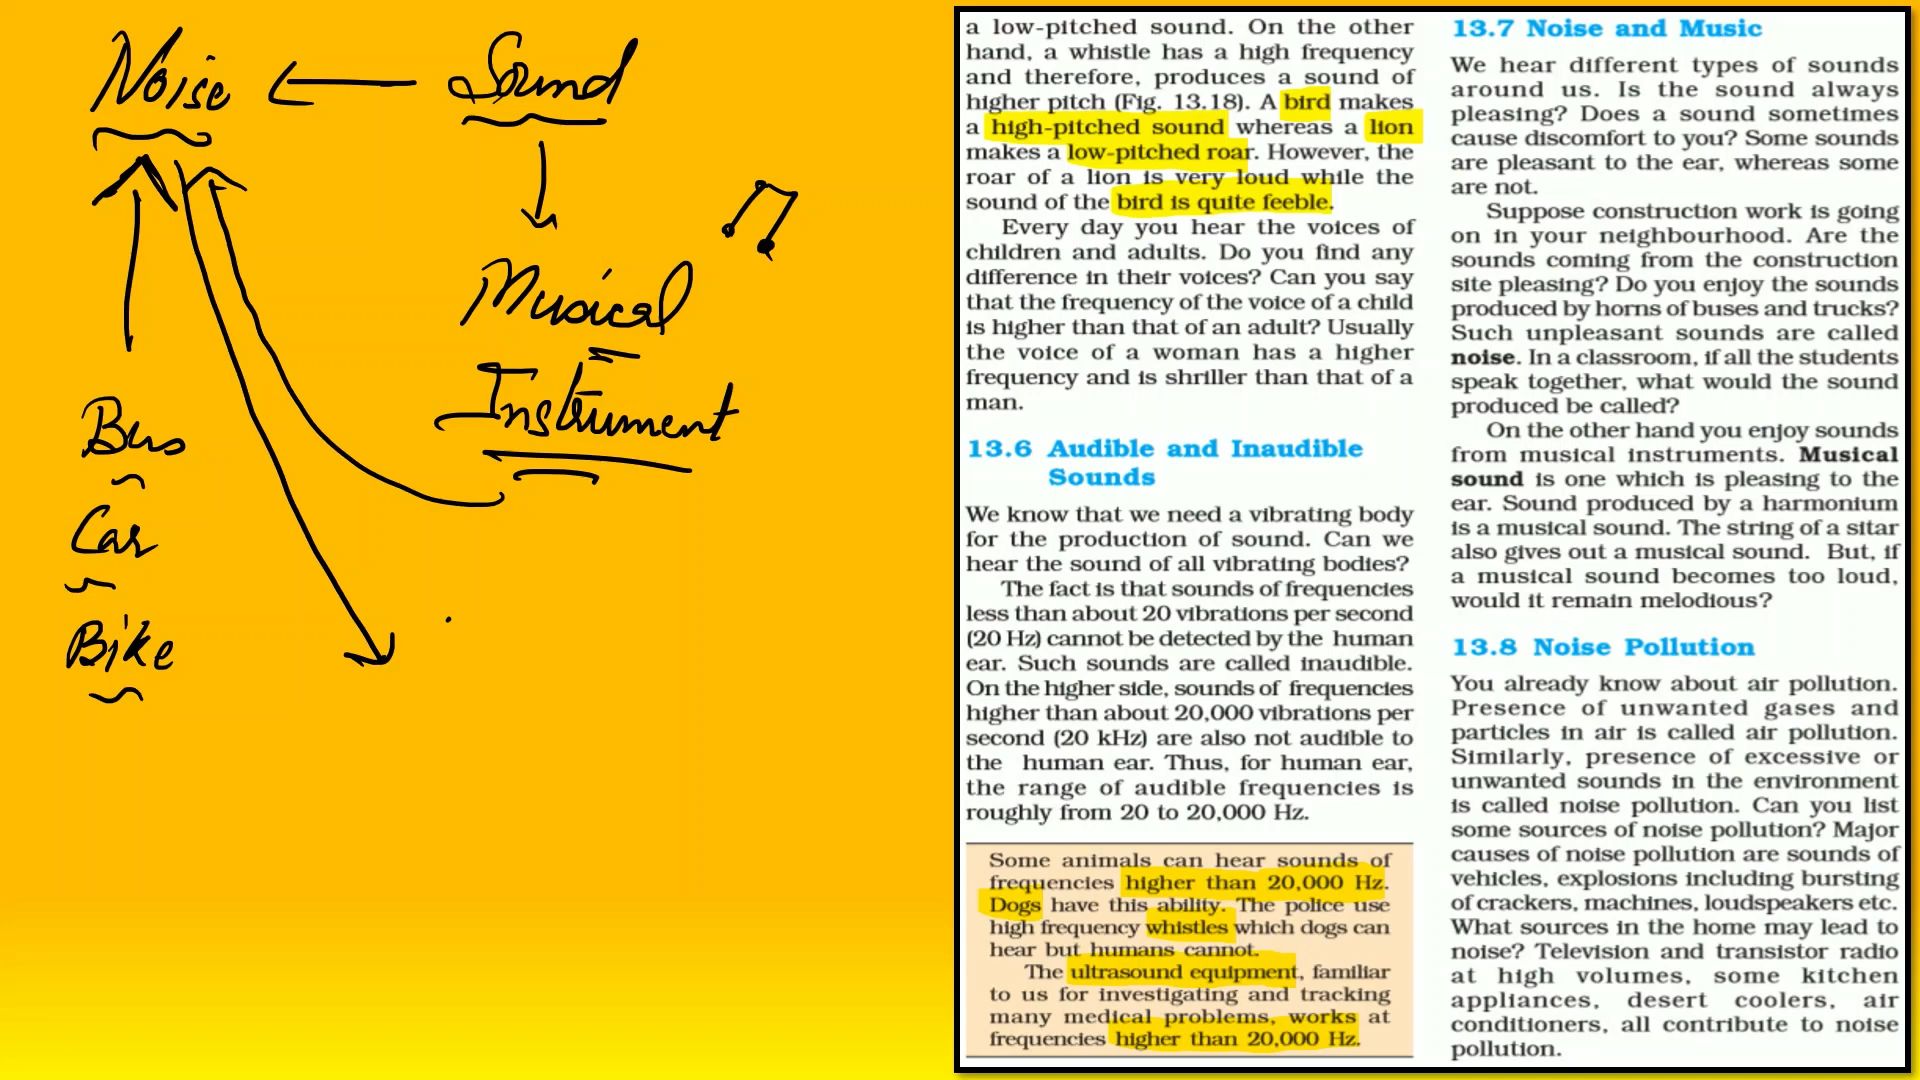 Noise
Sound
Musical
Instrument
Bus
Car
Bike
a low-pitched sound. On the other
hand, a whistle has a high frequency
and therefore, produces a sound of
higher pitch (Fig. 13.18). A bird makes
a high-pitched sound whereas a lion
makes a low-pitched roar. However, the
roar of a lion is very loud while the
sound of the bird is quite feeble.
Every day you hear the voices of
children and adults. Do you find any
difference in their voices? Can you say
that the frequency of the voice of a child
is higher than that of an adult? Usually
the voice of a woman has a higher
frequency and is shriller than that of a
man.
13.6 Audible and Inaudible
Sounds
We know that we need a vibrating body
for the production of sound. Can we
hear the sound of all vibrating bodies?
The fact is that sounds of frequencies
less than about 20 vibrations per second
(20 Hz) cannot be detected by the human
ear. Such sounds are called inaudible.
On the higher side, sounds of frequencies
higher than about 20,000 vibrations per
second (20 kHz) are also not audible to
the human ear. Thus, for human ear,
the range of audible frequencies is
roughly from 20 to 20,000 Hz.
Some animals can hear sounds of
frequencies higher than 20,000 Hz.
Dogs have this ability. The police use
high frequency whistles which dogs can
hear but humans cannot.
The ultrasound equipment, familiar
to us for investigating and tracking
many medical problems, works at
frequencies higher than 20,000 Hz.
13.7 Noise and Music
We hear different types of sounds
around us. Is the sound always
pleasing? Does a sound sometimes
cause discomfort to you? Some sounds
are pleasant to the ear, whereas some
are not.
Suppose construction work is going
on in your neighbourhood. Are the
sounds coming from the construction
site pleasing? Do you enjoy the sounds
produced by horns of buses and trucks?
Such unpleasant sounds are called
noise. In a classroom, if all the students
speak together, what would the sound
produced be called?
On the other hand you enjoy sounds
from musical instruments. Musical
sound is one which is pleasing to the
ear. Sound produced by a harmonium
is a musical sound. The string of a sitar
also gives out a musical sound. But, if
a musical sound becomes too loud,
would it remain melodious?
13.8 Noise Pollution
You already know about air pollution.
Presence of unwanted gases and
particles in air is called air pollution.
Similarly, presence of excessive or
unwanted sounds in the environment
is called noise pollution. Can you list
some sources of noise pollution? Major
causes of noise pollution are sounds of
vehicles, explosions including bursting
of crackers, machines, loudspeakers etc.
What sources in the home may lead to
noise? Television and transistor radio
at high volumes, some kitchen
appliances, desert coolers, air
conditioners, all contribute to noise
pollution.